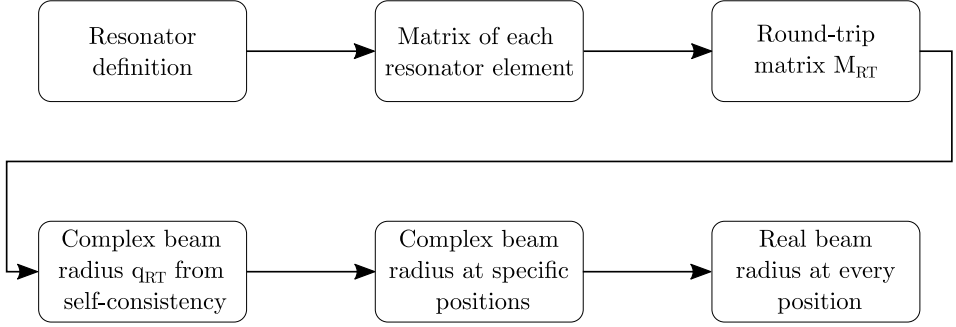 Resonator
definition
Matrix of each
resonator element
Round-trip
matrix M_RT
Complex beam
radius q_RT from
self-consistency
Complex beam
radius at specific
positions
Real beam
radius at every
position